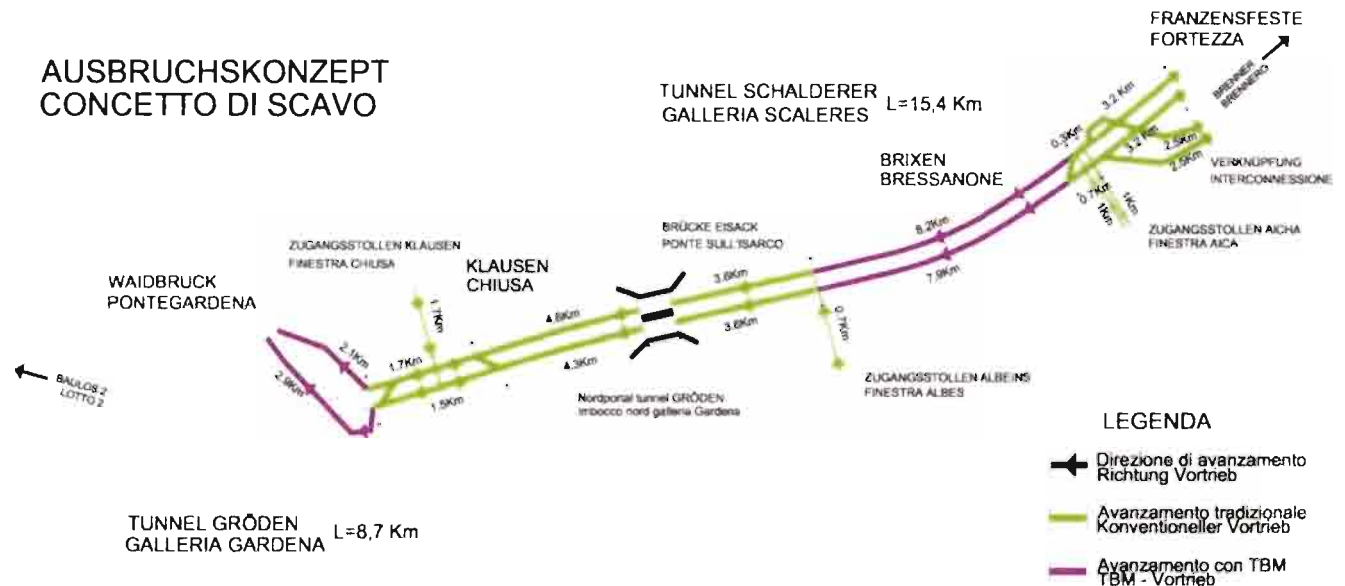 AUSBRUCHSKONZEPT
CONCETTO DI SCAVO
FRANZENSFESTE
FORTEZZA
BRENNER
BRENNERO
TUNNEL SCHALDERER
GALLERIA SCALERES
L=15,4 Km
BRIXEN
BRESSANONE
3.2 Km
0.3Km
3.2 Km
2.5Km
2.5Km
VERKNÜPFUNG
INTERCONNESSIONE
0.7Km
1Km
1Km
ZUGANGSSTOLLEN AICHA
FINESTRA AICA
8.2Km
7.9Km
BRÜCKE EISACK
PONTE SULL'ISARCO
3.6Km
3.6Km
0.7Km
ZUGANGSSTOLLEN ALBEINS
FINESTRA ALBES
ZUGANGSSTOLLEN KLAUSEN
FINESTRA CHIUSA
KLAUSEN
CHIUSA
WAIDBRUCK
PONTEGARDENA
1.7Km
4.6Km
4.3Km
1.7Km
1.5Km
2.1Km
2.9Km
BAULOS 2
LOTTO 2
Nordportal tunnel GRÖDEN
Imbocco nord galleria Gardena
TUNNEL GRÖDEN
GALLERIA GARDENA
L=8,7 Km
LEGENDA
Direzione di avanzamento
Richtung Vortrieb
Avanzamento tradizionale
Konventioneller Vortrieb
Avanzamento con TBM
TBM - Vortrieb